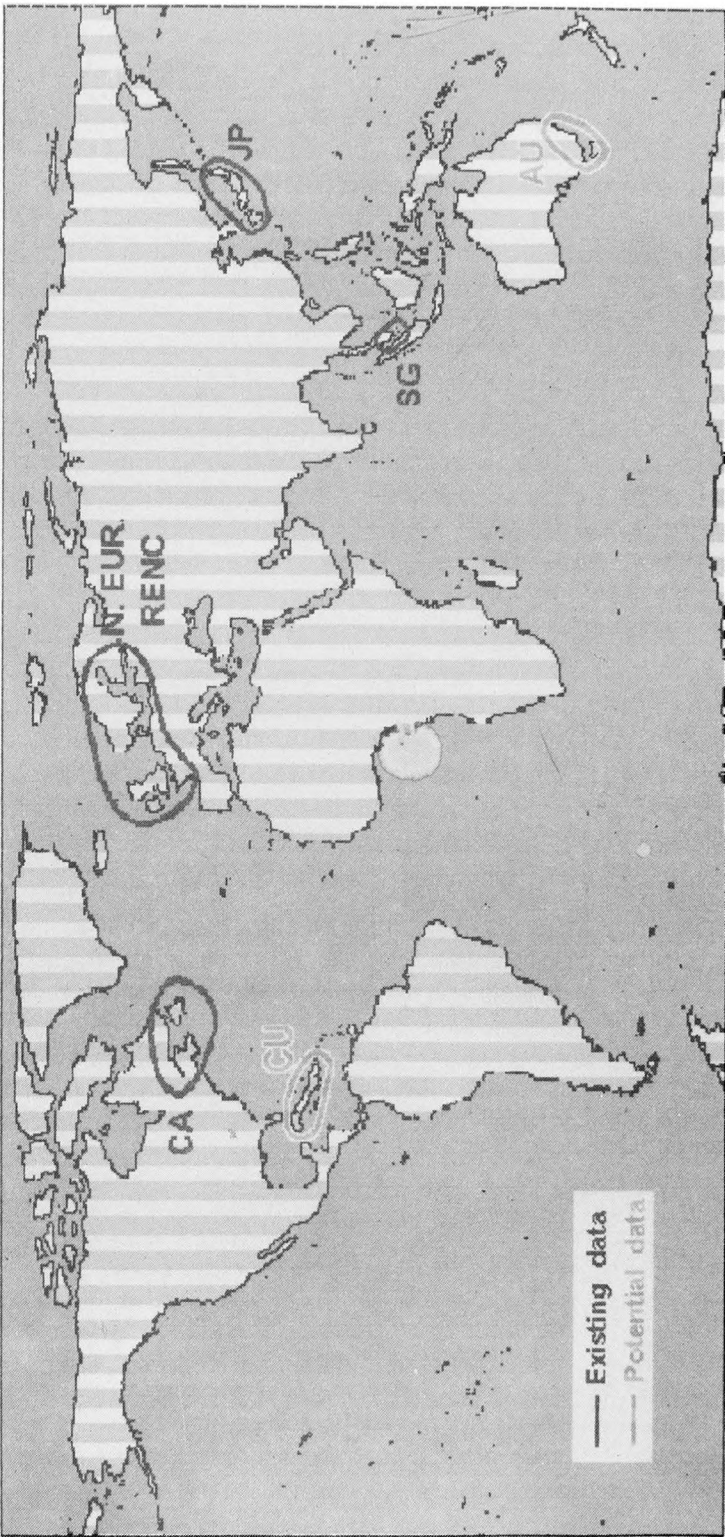 CA
CU
N. EUR.
RENC
SG
JP
AU
Existing data
Potential data